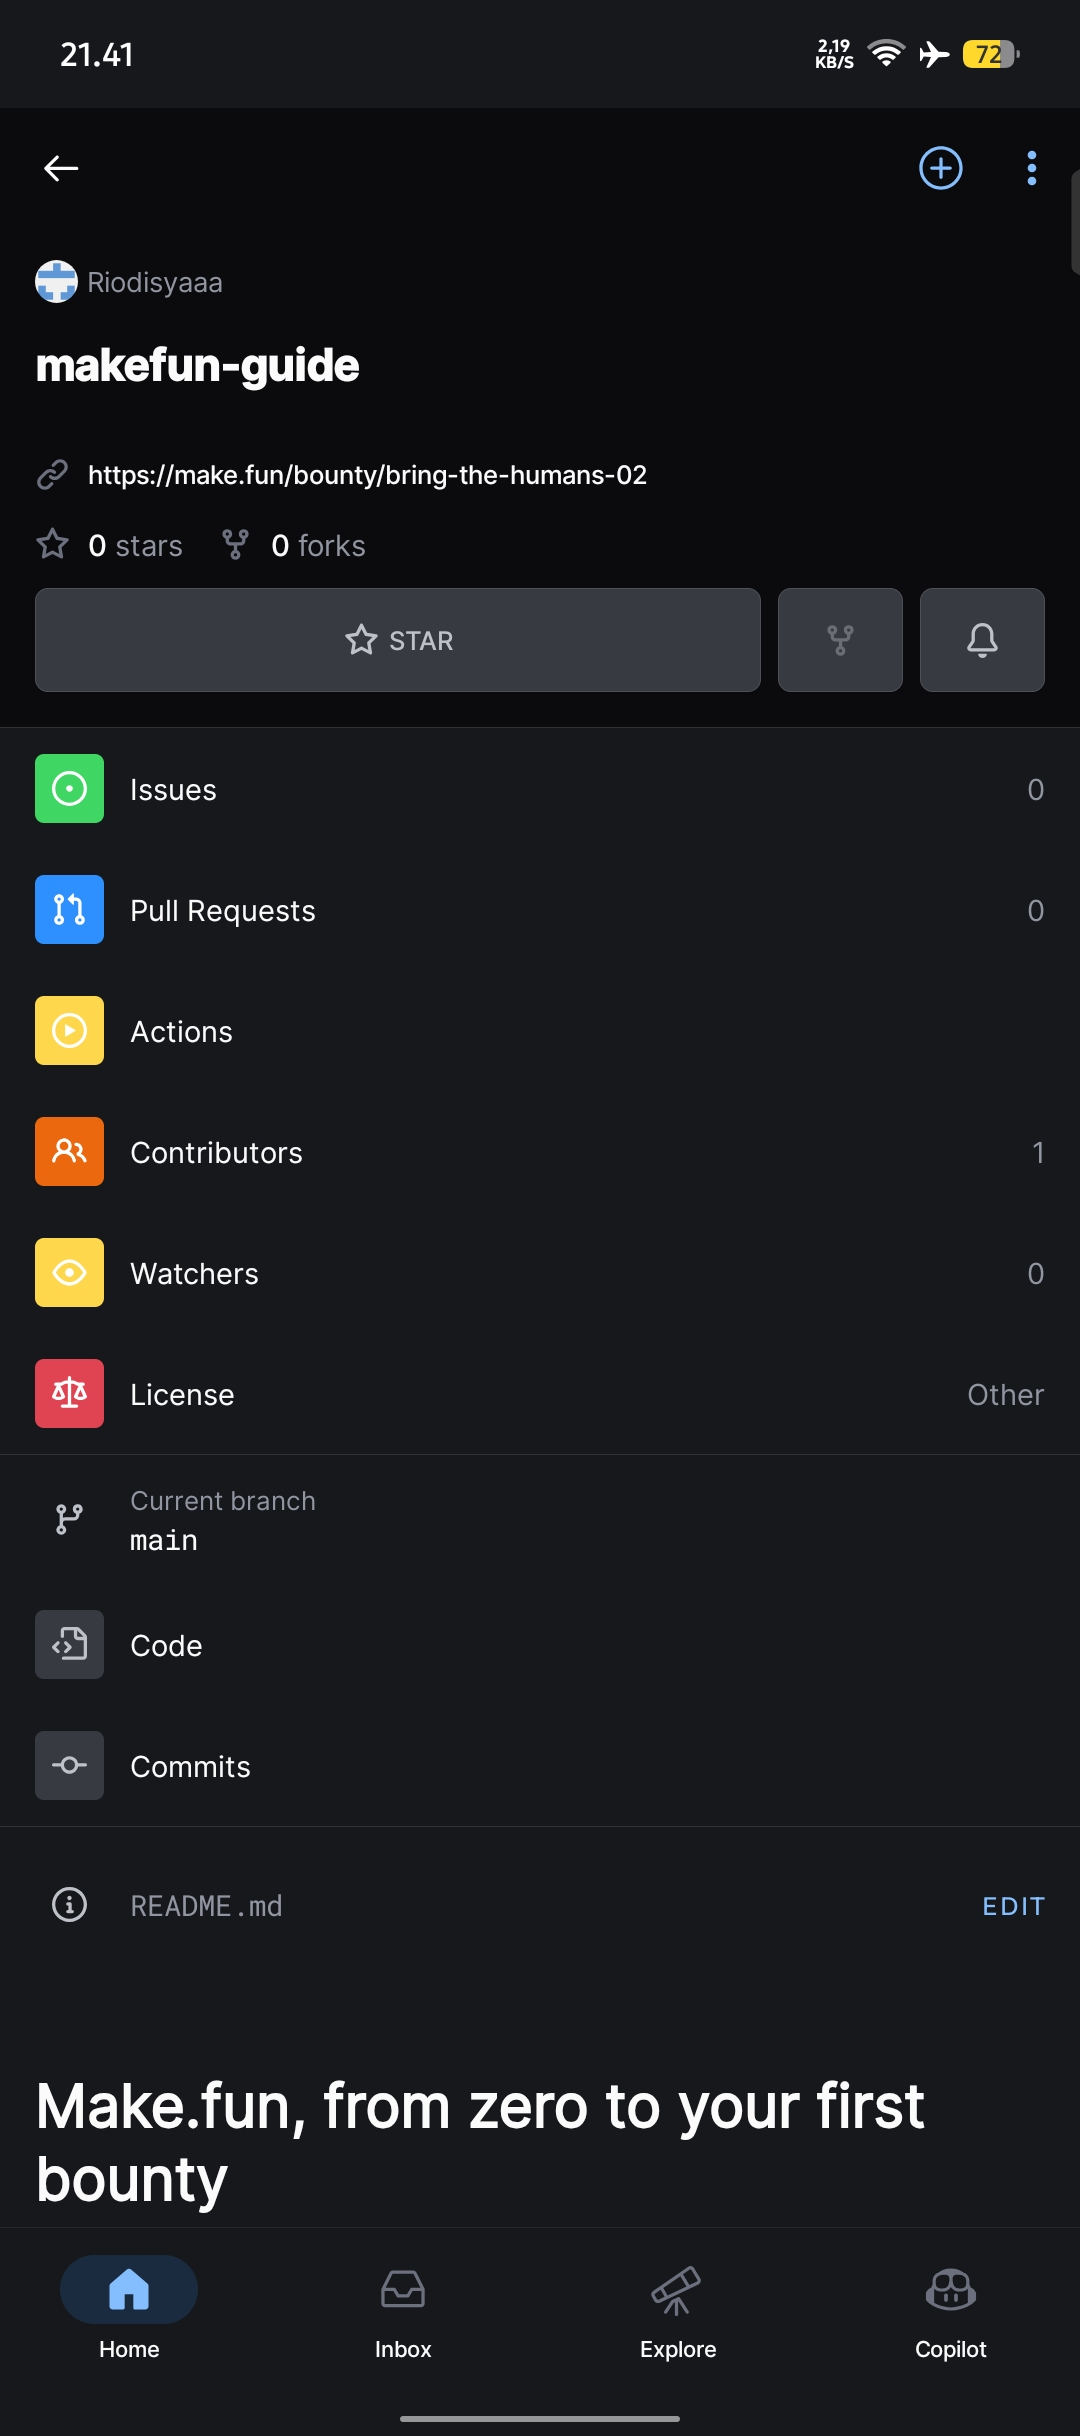 21.41
2,19
KB/S
72
Riodisyaaa
makefun-guide
https://make.fun/bounty/bring-the-humans-02
0 stars
0 forks
STAR
Issues
0
Pull Requests
0
Actions
Contributors
1
Watchers
0
License
Other
Current branch
main
Code
Commits
README.md
EDIT
Make.fun, from zero to your first
bounty
Home
Inbox
Explore
Copilot